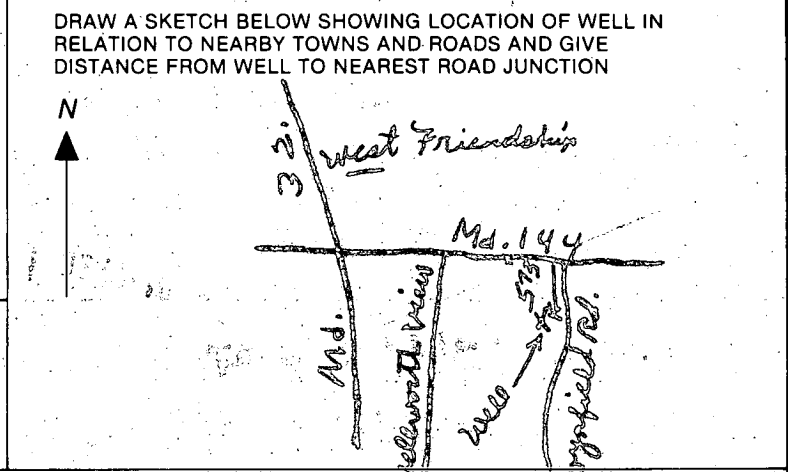 DRAW A SKETCH BELOW SHOWING LOCATION OF WELL IN
RELATION TO NEARBY TOWNS AND ROADS AND GIVE
DISTANCE FROM WELL TO NEAREST ROAD JUNCTION
N
Md. 32.
West Friendship
Md. 144
View
575
Well
Rd.